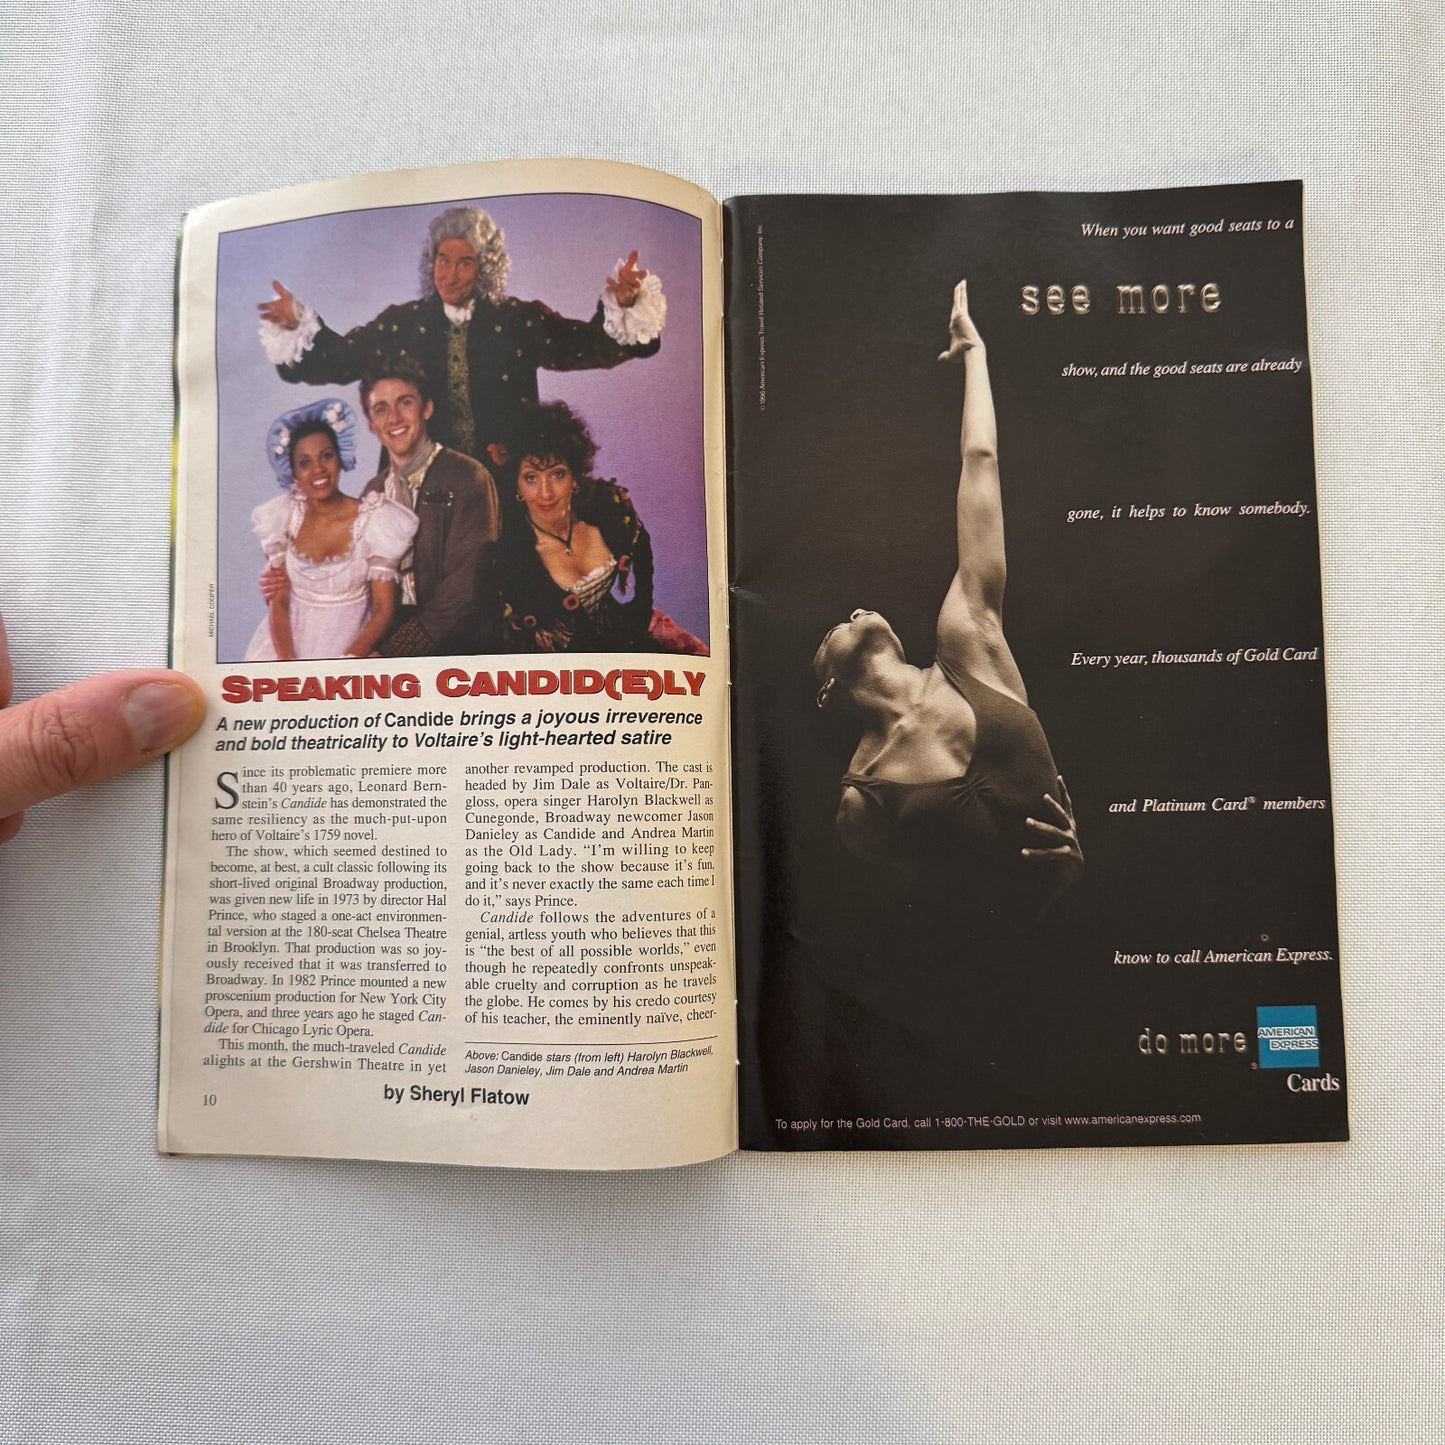 MICHAEL COOPER
SPEAKING CANDID(E)LY
A new production of Candide brings a joyous irreverence
and bold theatricality to Voltaire's light-hearted satire
Since its problematic premiere more
than 40 years ago, Leonard Bern-
stein's Candide has demonstrated the
same resiliency as the much-put-upon
hero of Voltaire's 1759 novel.
The show, which seemed destined to
become, at best, a cult classic following its
short-lived original Broadway production,
was given new life in 1973 by director Hal
Prince, who staged a one-act environmen-
tal version at the 180-seat Chelsea Theatre
in Brooklyn. That production was so joy-
ously received that it was transferred to
Broadway. In 1982 Prince mounted a new
proscenium production for New York City
Opera, and three years ago he staged Can-
dide for Chicago Lyric Opera.
This month, the much-traveled Candide
alights at the Gershwin Theatre in yet
another revamped production. The cast is
headed by Jim Dale as Voltaire/Dr. Pan-
gloss, opera singer Harolyn Blackwell as
Cunegonde, Broadway newcomer Jason
Danieley as Candide and Andrea Martin
as the Old Lady. "I'm willing to keep
going back to the show because it's fun,
and it's never exactly the same each time I
do it," says Prince.
Candide follows the adventures of a
genial, artless youth who believes that this
is "the best of all possible worlds," even
though he repeatedly confronts unspeak-
able cruelty and corruption as he travels
the globe. He comes by his credo courtesy
of his teacher, the eminently naïve, cheer-
Above: Candide stars (from left) Harolyn Blackwell,
Jason Danieley, Jim Dale and Andrea Martin
by Sheryl Flatow
10
©1996 American Express Travel Related Services Company, Inc.
When you want good seats to a
see more
show, and the good seats are already
gone, it helps to know somebody.
Every year, thousands of Gold Card
and Platinum Card® members
know to call American Express.
do more
AMERICAN
EXPRESS
®
Cards
To apply for the Gold Card, call 1-800-THE-GOLD or visit www.americanexpress.com